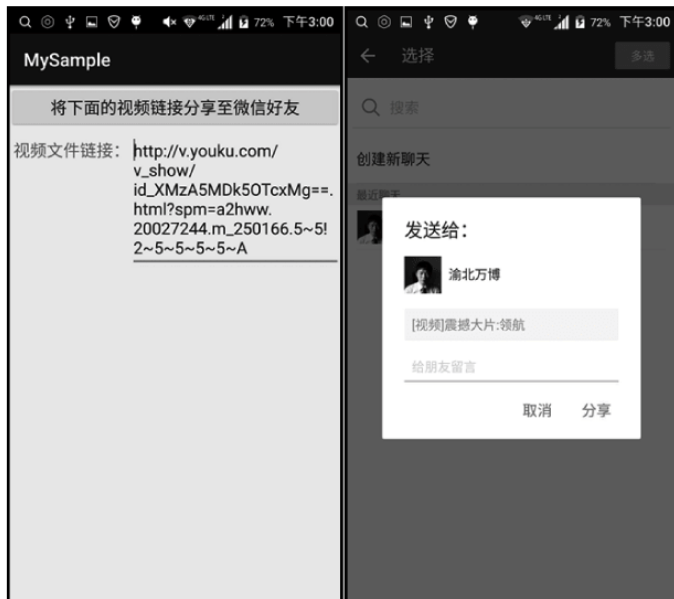 72% 下午3:00
MySample
将下面的视频链接分享至微信好友
视频文件链接：
http://v.youku.com/
v_show/
id_XMzA5MDk5OTcxMg==.
html?spm=a2hww.
20027244.m_250166.5~5!
2~5~5~5~5~A
4G LTE 72% 下午3:00
选择 多选
搜索
创建新聊天
最近聊天
发送给：
渝北万博
[视频]震撼大片:领航
给朋友留言
取消 分享